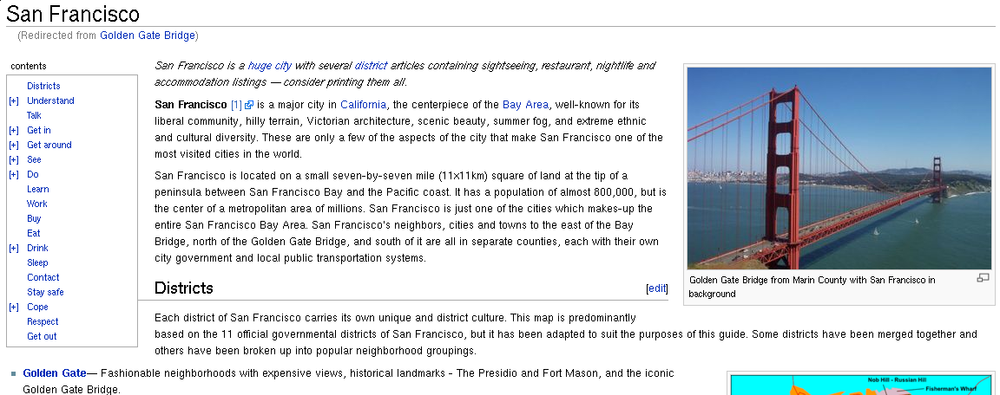 San Francisco
(Redirected from Golden Gate Bridge)
contents
Districts
[+] Understand
Talk
[+] Get in
[+] Get around
[+] See
[+] Do
Learn
Work
Buy
Eat
[+] Drink
Sleep
Contact
Stay safe
[+] Cope
Respect
Get out
San Francisco is a huge city with several district articles containing sightseeing, restaurant, nightlife and
accommodation listings — consider printing them all.
San Francisco [1] is a major city in California, the centerpiece of the Bay Area, well-known for its
liberal community, hilly terrain, Victorian architecture, scenic beauty, summer fog, and extreme ethnic
and cultural diversity. These are only a few of the aspects of the city that make San Francisco one of the
most visited cities in the world.
San Francisco is located on a small seven-by-seven mile (11x11km) square of land at the tip of a
peninsula between San Francisco Bay and the Pacific coast. It has a population of almost 800,000, but is
the center of a metropolitan area of millions. San Francisco is just one of the cities which makes-up the
entire San Francisco Bay Area. San Francisco's neighbors, cities and towns to the east of the Bay
Bridge, north of the Golden Gate Bridge, and south of it are all in separate counties, each with their own
city government and local public transportation systems.
Golden Gate Bridge from Marin County with San Francisco in
background
Districts [edit]
Each district of San Francisco carries its own unique and district culture. This map is predominantly
based on the 11 official governmental districts of San Francisco, but it has been adapted to suit the purposes of this guide. Some districts have been merged together and
others have been broken up into popular neighborhood groupings.
Golden Gate— Fashionable neighborhoods with expensive views, historical landmarks - The Presidio and Fort Mason, and the iconic
Golden Gate Bridge.
Nob Hill - Russian Hill
Fisherman's Wharf